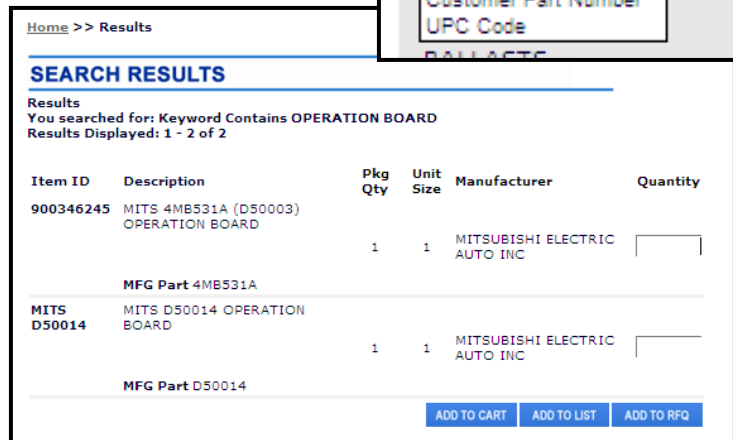 Customer Part Number
UPC Code
BALLASTS
Home >> Results
SEARCH RESULTS
Results
You searched for: Keyword Contains OPERATION BOARD
Results Displayed: 1 - 2 of 2
Item ID Description Pkg Qty Unit Size Manufacturer Quantity
900346245 MITS 4MB531A (D50003)
OPERATION BOARD
1 1 MITSUBISHI ELECTRIC
AUTO INC
MFG Part 4MB531A
MITS MITS D50014 OPERATION
D50014 BOARD
1 1 MITSUBISHI ELECTRIC
AUTO INC
MFG Part D50014
ADD TO CART ADD TO LIST ADD TO RFQ